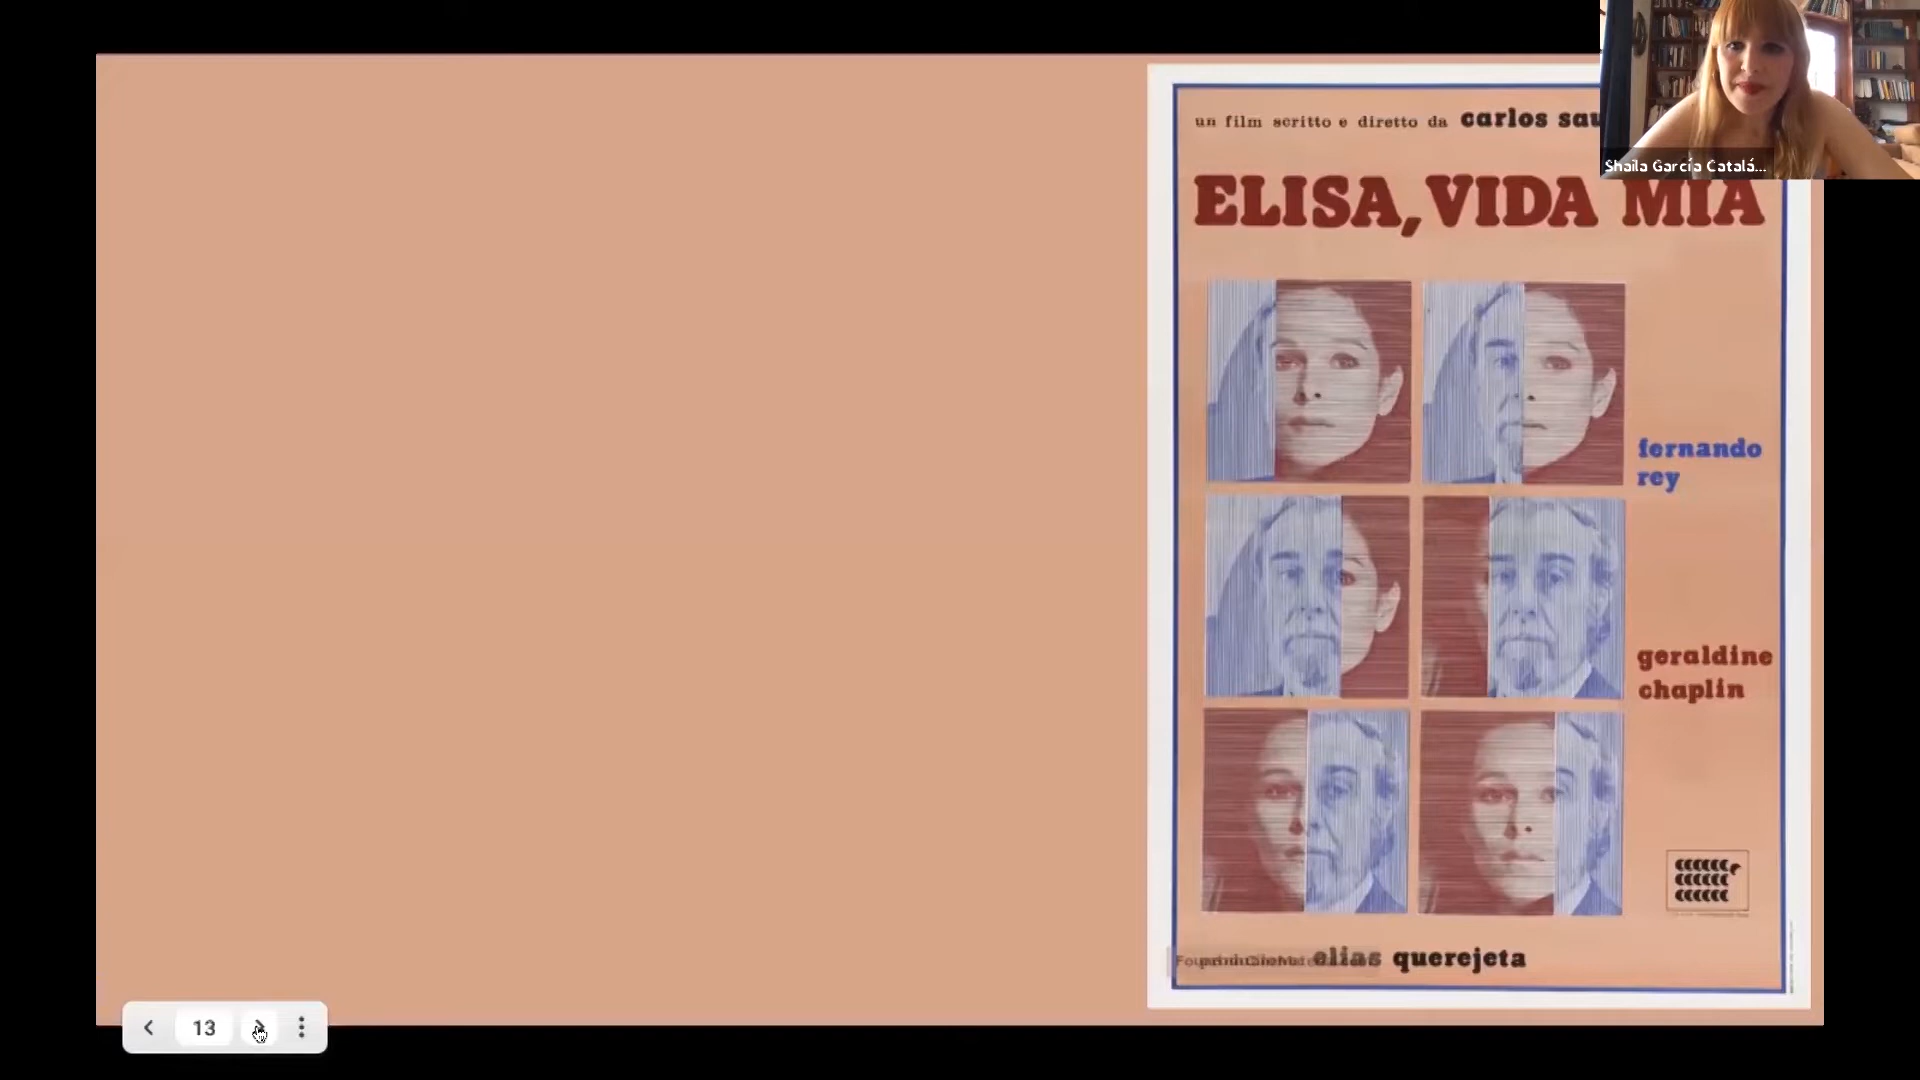 un film scritto e diretto da carlos sau
ELISA, VIDA MIA
Shaila García Catalá...
fernando
rey
geraldine
chaplin
elias querejeta
13